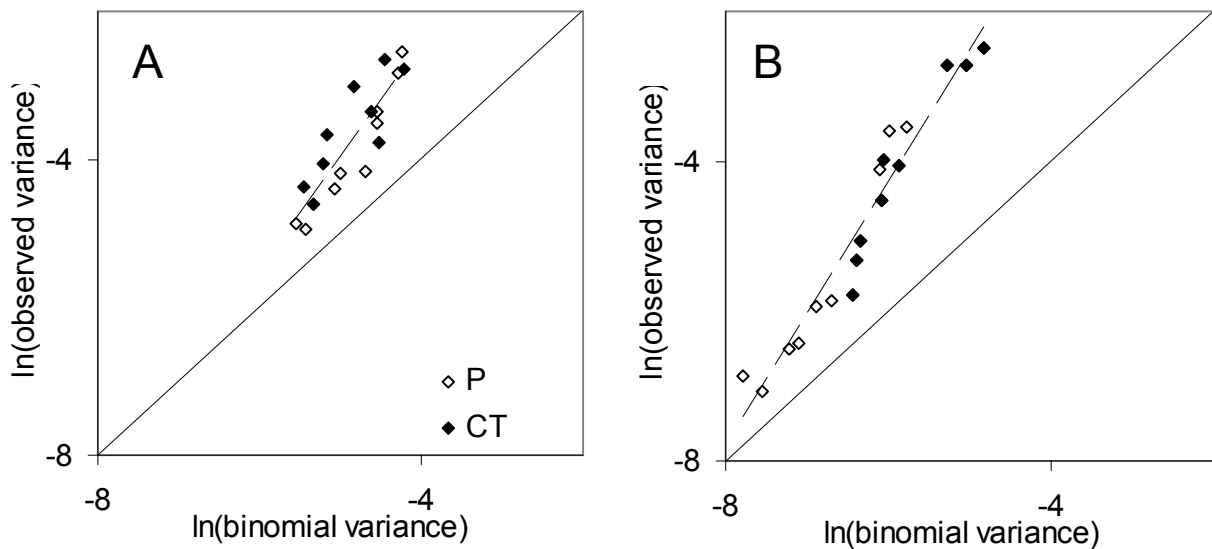 A
ln(observed variance)
-4
-8
P
CT
-8
-4
ln(binomial variance)
B
ln(observed variance)
-4
-8
-8
-4
ln(binomial variance)